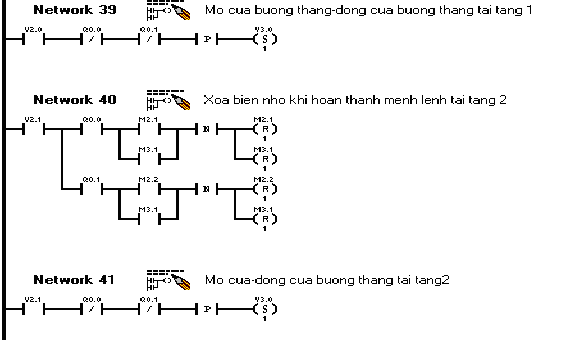 Network 39 Mo cua buong thang-dong cua buong thang tai tang 1
V2.0 Q0.0 Q0.1 V3.0
/ / P S
1
Network 40 Xoa bien nho khi hoan thanh menh lenh tai tang 2
V2.1 Q0.0 M2.1 M2.1
N R
1
M3.1 M3.1
R
1
Q0.1 M2.2 M2.2
N R
1
M3.1 M3.1
R
1
Network 41 Mo cua-dong cua buong thang tai tang2
V2.1 Q0.0 Q0.1 V3.0
/ / P S
1